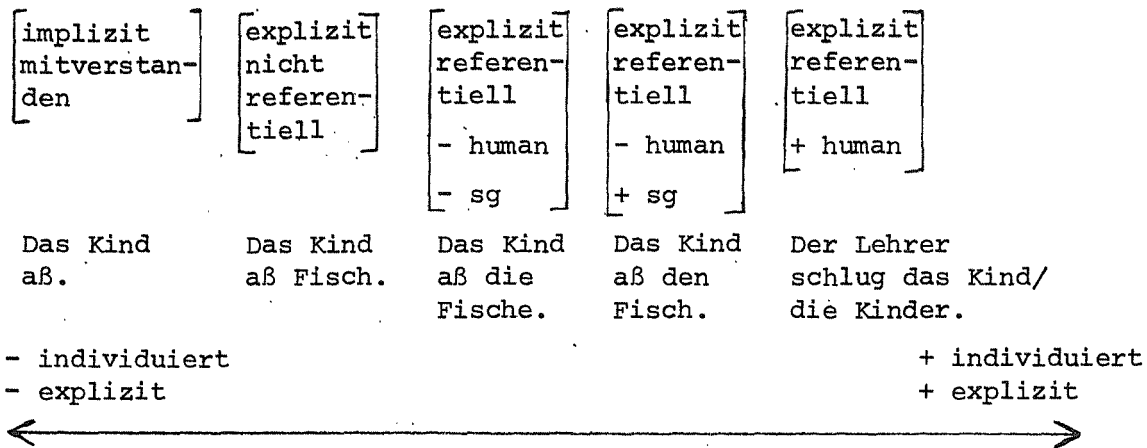 implizit mitverstan- den
explizit nicht referen- tiell
explizit referen- tiell - human - sg
explizit referen- tiell - human + sg
explizit referen- tiell + human
Das Kind aß.
Das Kind aß Fisch.
Das Kind aß die Fische.
Das Kind aß den Fisch.
Der Lehrer schlug das Kind/ die Kinder.
- individuiert
- explizit
+ individuiert
+ explizit